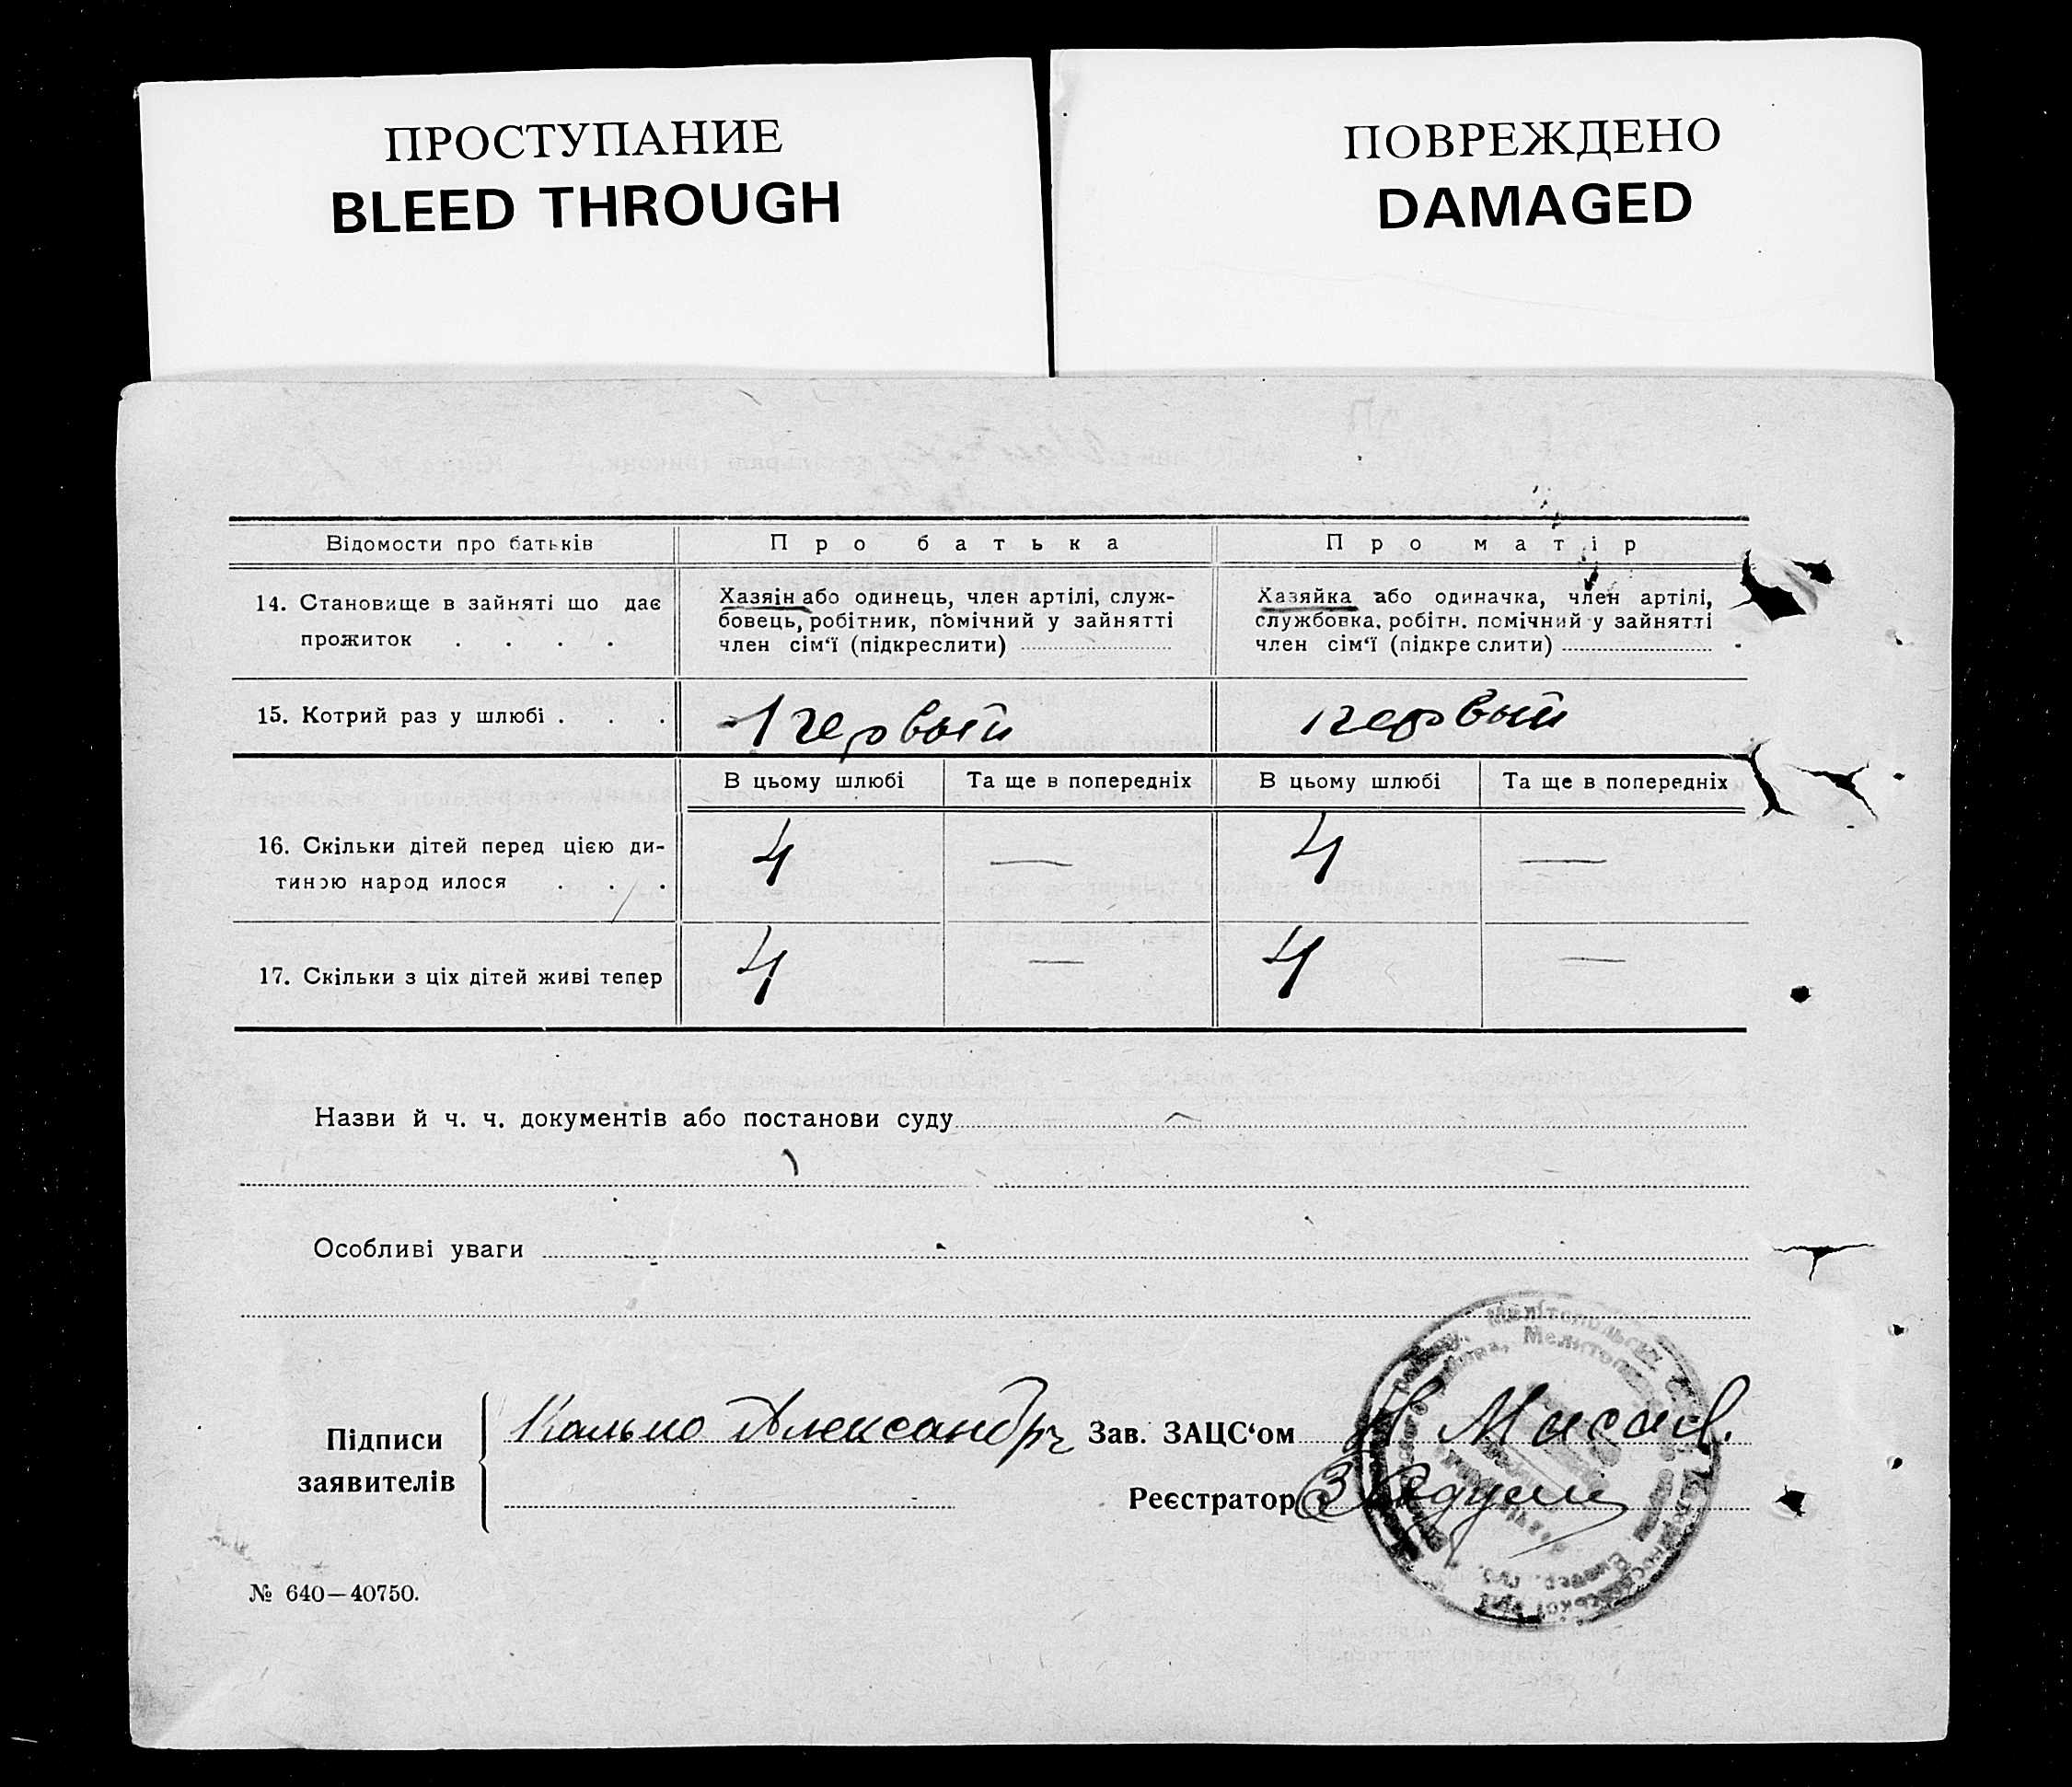 ПРОСТУПАНИЕ
BLEED THROUGH
ПОВРЕЖДЕНО
DAMAGED
Відомости про батьків
Про батька
Про матір
14. Становище в зайняті що дає
прожиток . . . .
Хазяін або одинець, член артілі, служ-
бовець, робітник, помічний у зайнятті
член сім‘ї (підкреслити)
Хазяйка або одиначка, член артілі,
службовка, робітн. помічний у зайнятті
член сім‘ї (підкреслити)
15. Котрий раз у шлюбі . . .
первый
первый
В цьому шлюбі
Та ще в попередніх
В цьому шлюбі
Та ще в попередніх
16. Скільки дітей перед цією ди-
тиною народилося . . .
4
—
4
—
17. Скільки з ціх дітей живі тепер
4
—
4
—
Назви й ч. ч. документів або постанови суду
Особливі уваги
Підписи
заявителів
Александр
Зав. ЗАЦС‘ом
Реєстратор
№ 640—40750.